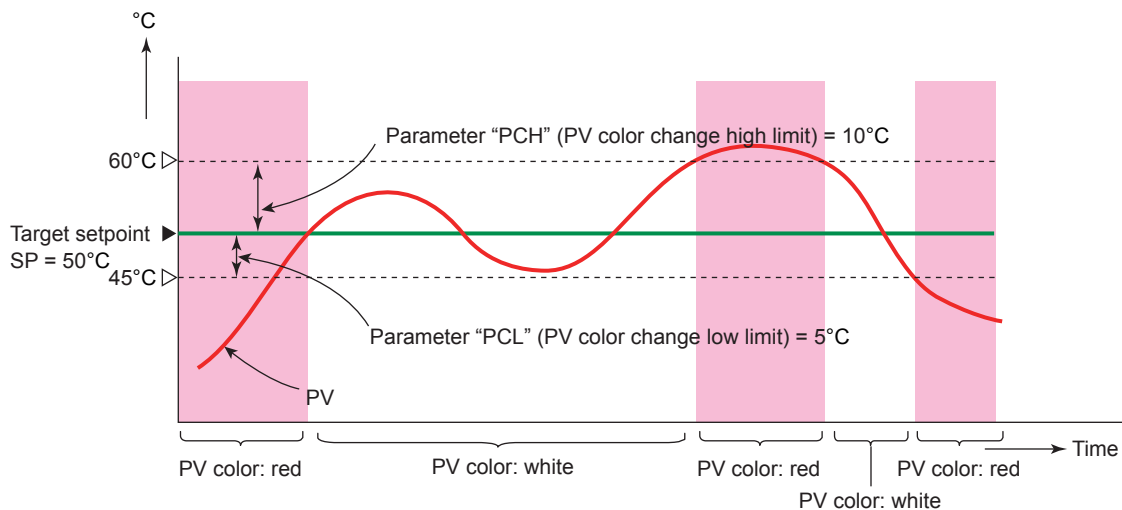 °C
Parameter “PCH” (PV color change high limit) = 10°C
60°C
Target setpoint
SP = 50°C
45°C
Parameter “PCL” (PV color change low limit) = 5°C
PV
Time
PV color: red
PV color: white
PV color: red
PV color: red
PV color: white